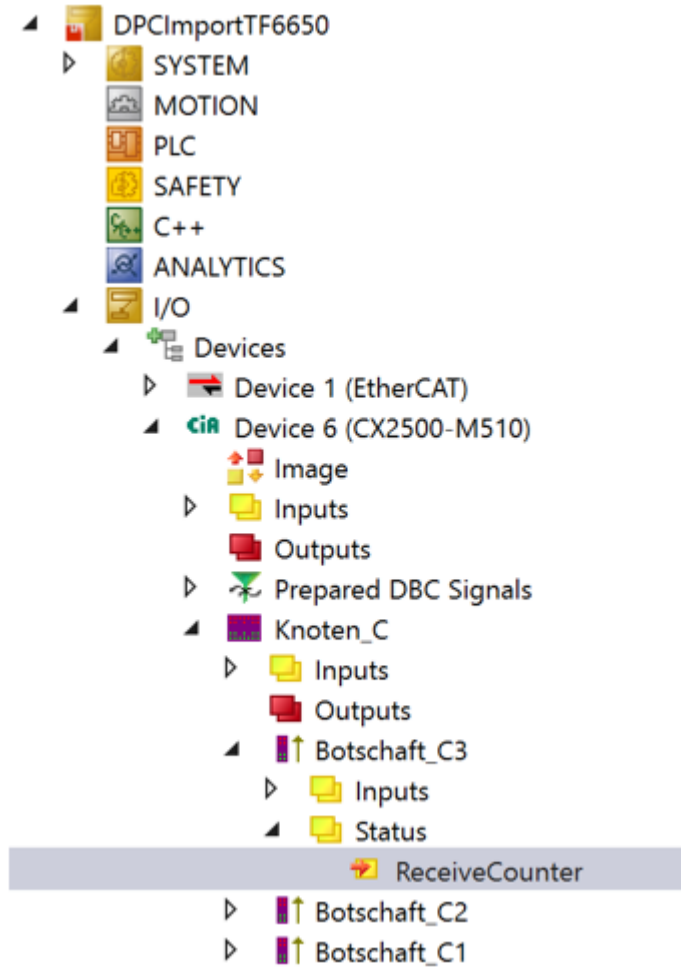 DPCImportTF6650
SYSTEM
MOTION
PLC
SAFETY
C++
ANALYTICS
I/O
Devices
Device 1 (EtherCAT)
CiA Device 6 (CX2500-M510)
Image
Inputs
Outputs
Prepared DBC Signals
Knoten_C
Inputs
Outputs
Botschaft_C3
Inputs
Status
ReceiveCounter
Botschaft_C2
Botschaft_C1